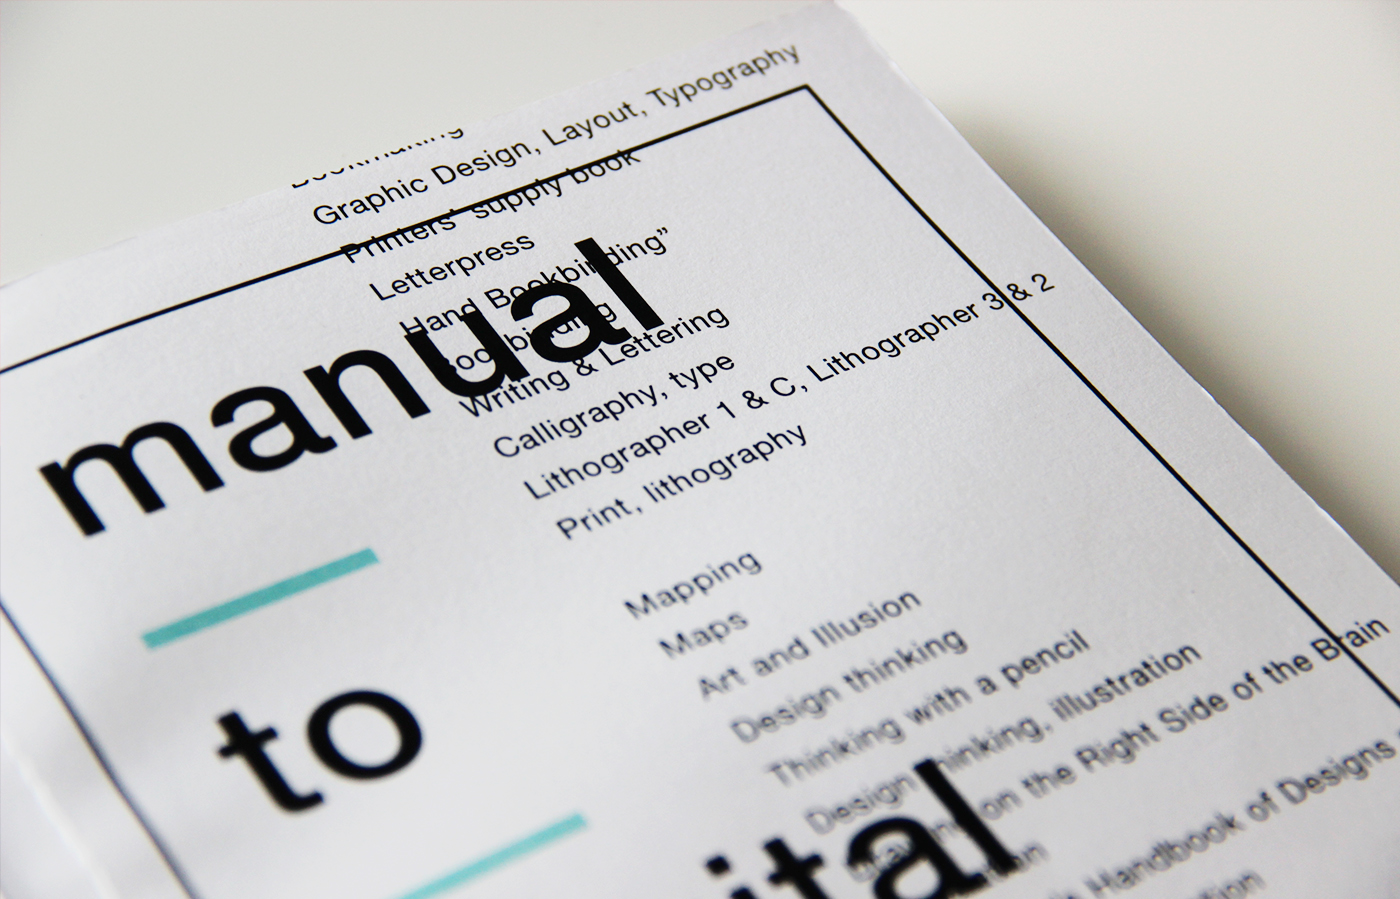 Bookmaking
Graphic Design, Layout, Typography
Printers' supply book
Letterpress
Hand Bookbinding”
Bookbinding
Writing & Lettering
Calligraphy, type
Lithographer 1 & C, Lithographer 3 & 2
Print, lithography
manual
Mapping
Maps
Art and Illusion
Design thinking
Thinking with a pencil
Design thinking, illustration
on the Right Side of the Brain
Handbook of Designs
to
ital